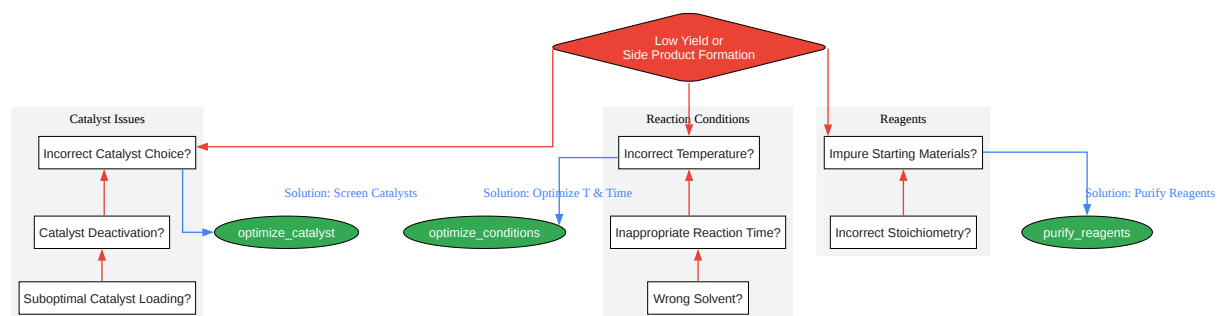 Low Yield or
Side Product Formation
Catalyst Issues
Reaction Conditions
Reagents
Incorrect Catalyst Choice?
Incorrect Temperature?
Impure Starting Materials?
Solution: Screen Catalysts
Solution: Optimize T & Time
Solution: Purify Reagents
Catalyst Deactivation?
optimize_catalyst
optimize_conditions
Inappropriate Reaction Time?
Incorrect Stoichiometry?
purify_reagents
Suboptimal Catalyst Loading?
Wrong Solvent?